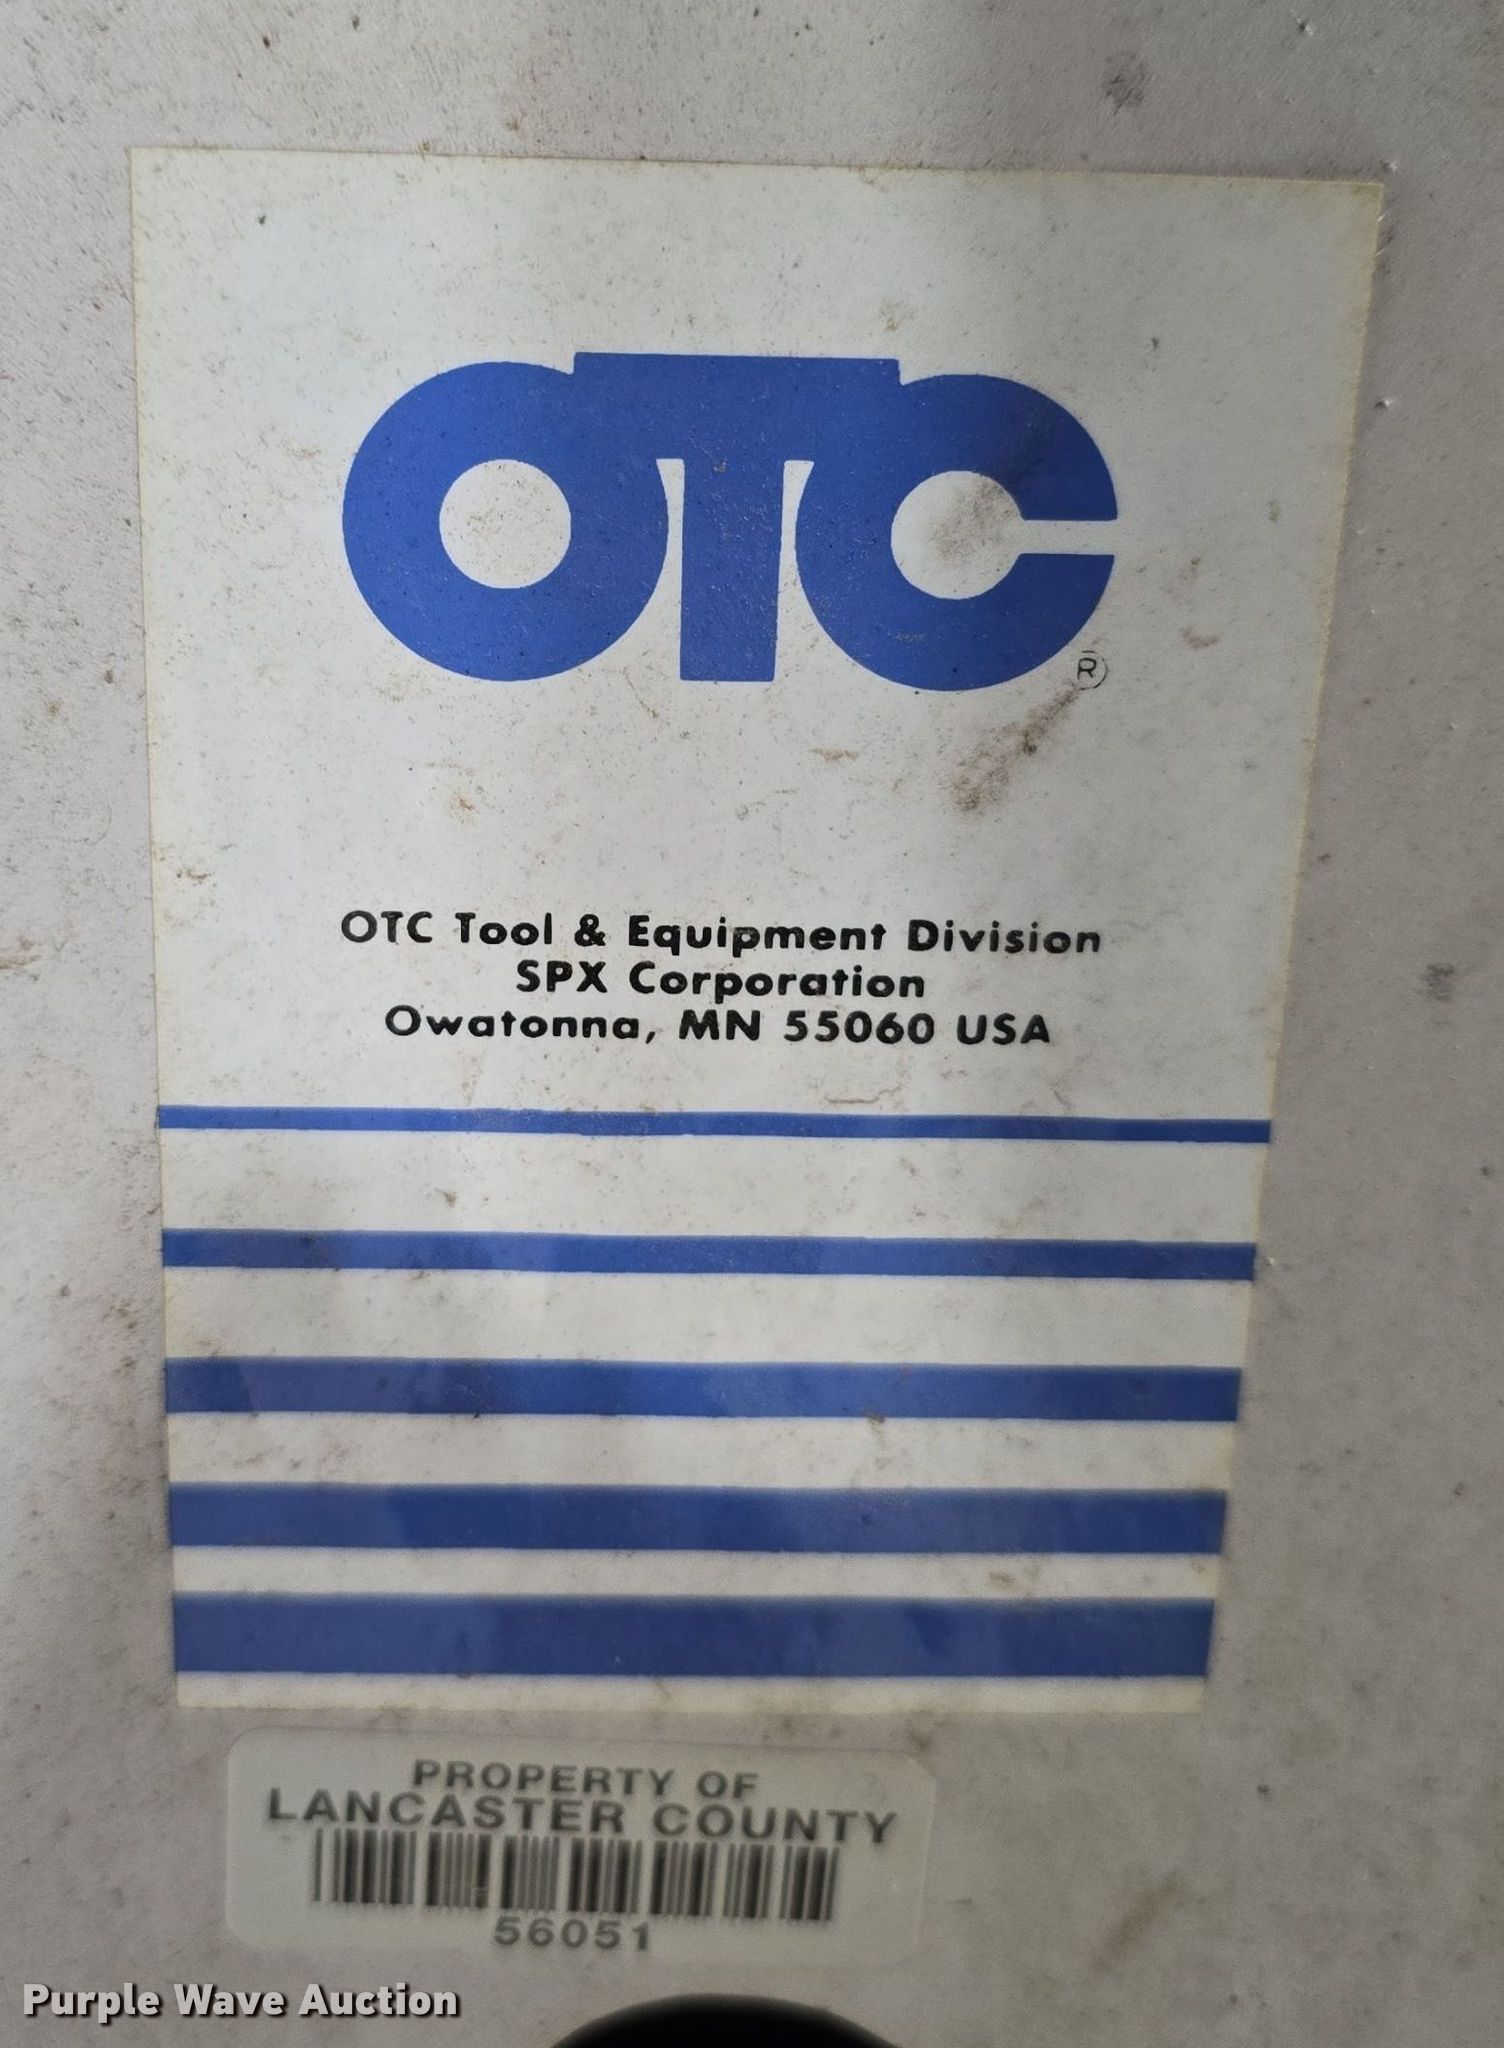 OTC
®
OTC Tool & Equipment Division
SPX Corporation
Owatonna, MN 55060 USA
PROPERTY OF
LANCASTER COUNTY
56051
Purple Wave Auction